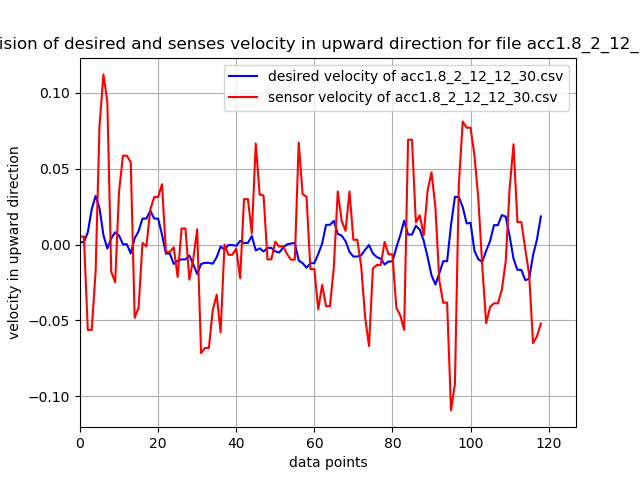 ision of desired and senses velocity in upward direction for file acc1.8_2_12_
desired velocity of acc1.8_2_12_12_30.csv
sensor velocity of acc1.8_2_12_12_30.csv
velocity in upward direction
0.10
0.05
0.00
−0.05
−0.10
0 20 40 60 80 100 120
data points